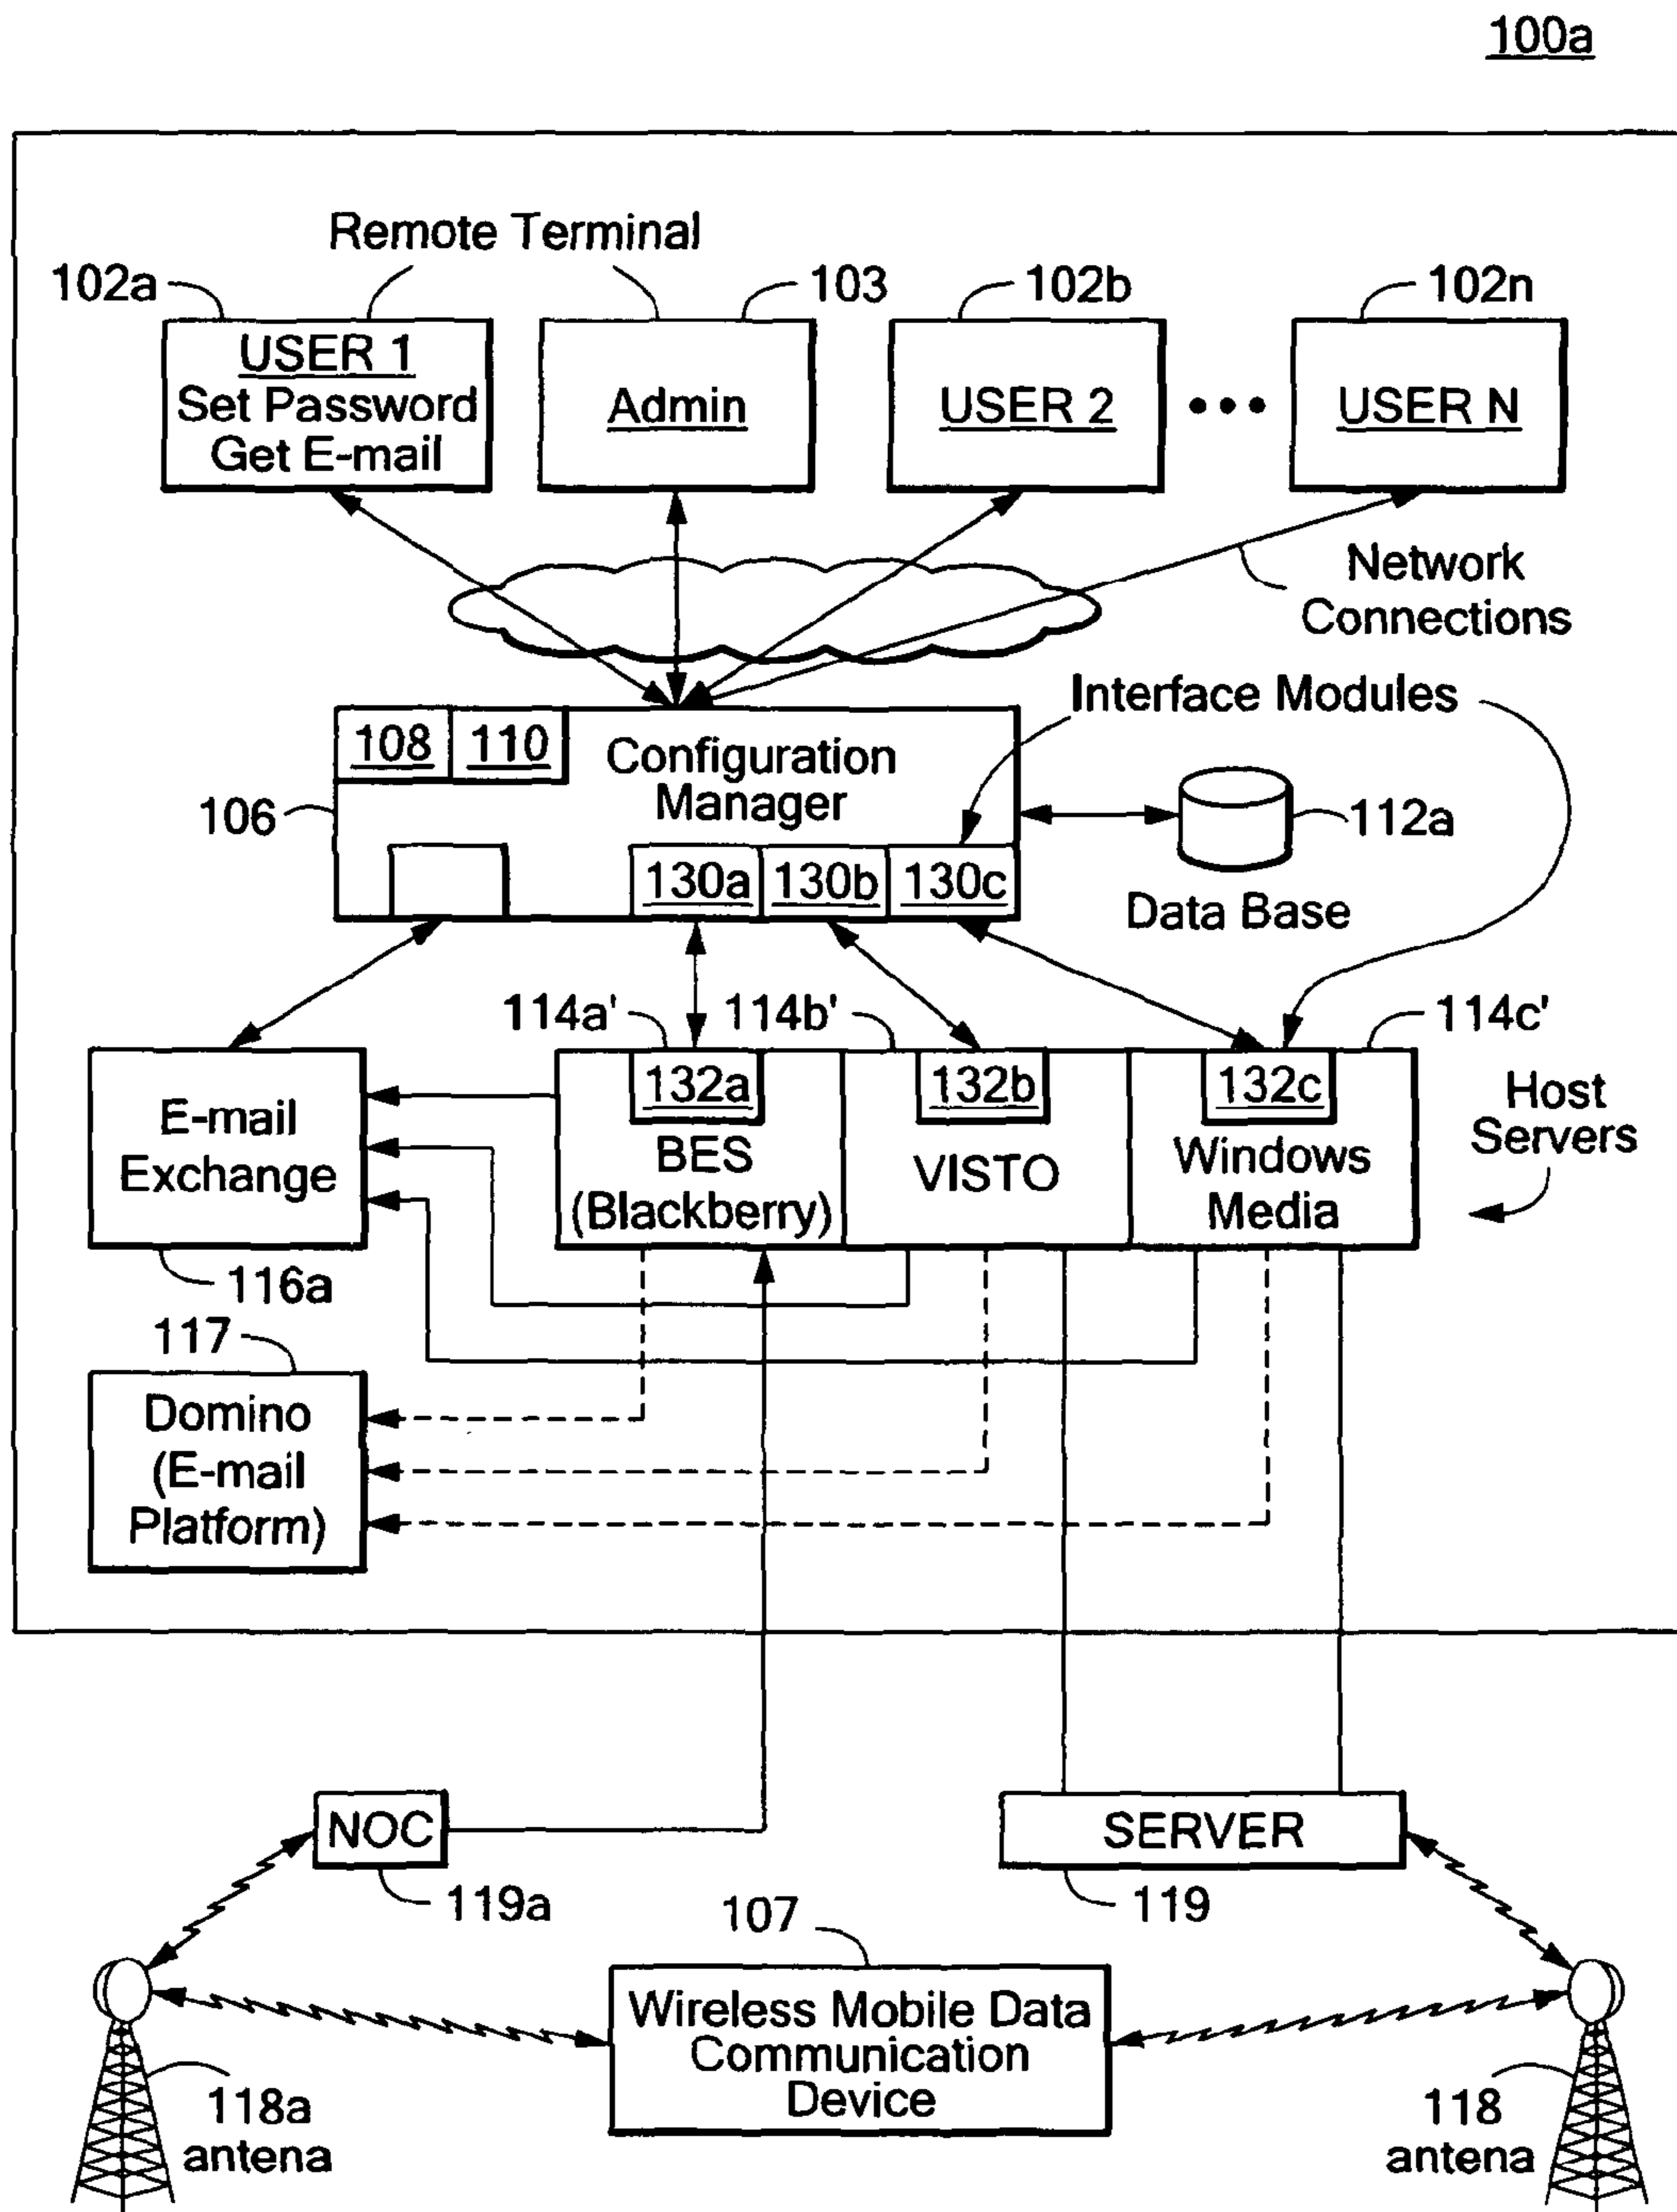 100a
Remote Terminal
102a
103
102b
102n
USER 1
Set Password
Get E-mail
Admin
USER 2
USER N
Network
Connections
Interface Modules
108
110
Configuration
Manager
106
112a
130a
130b
130c
Data Base
114a'
114b'
114c'
E-mail
Exchange
132a
BES
(Blackberry)
132b
VISTO
132c
Windows
Media
Host
Servers
116a
117
Domino
(E-mail
Platform)
NOC
SERVER
119a
107
119
Wireless Mobile Data
Communication
Device
118a
antena
118
antena